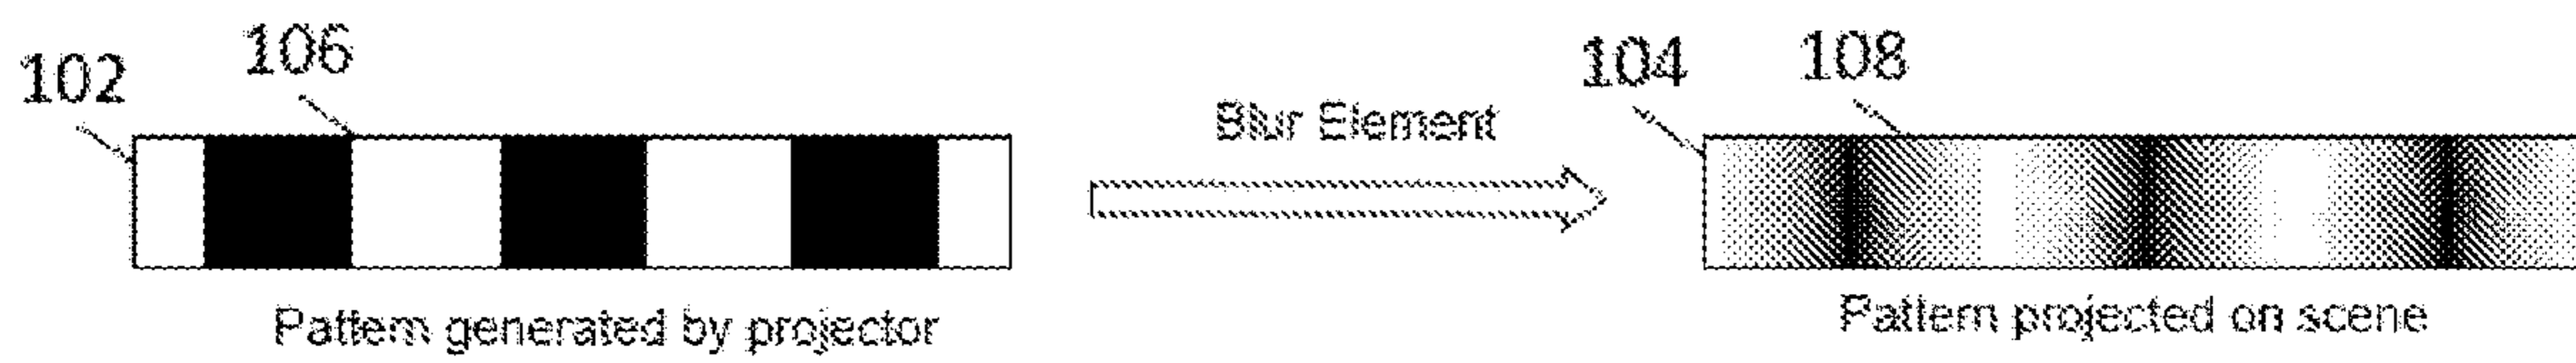 102
106
Blur Element
104
108
Pattern generated by projector
Pattern projected on scene